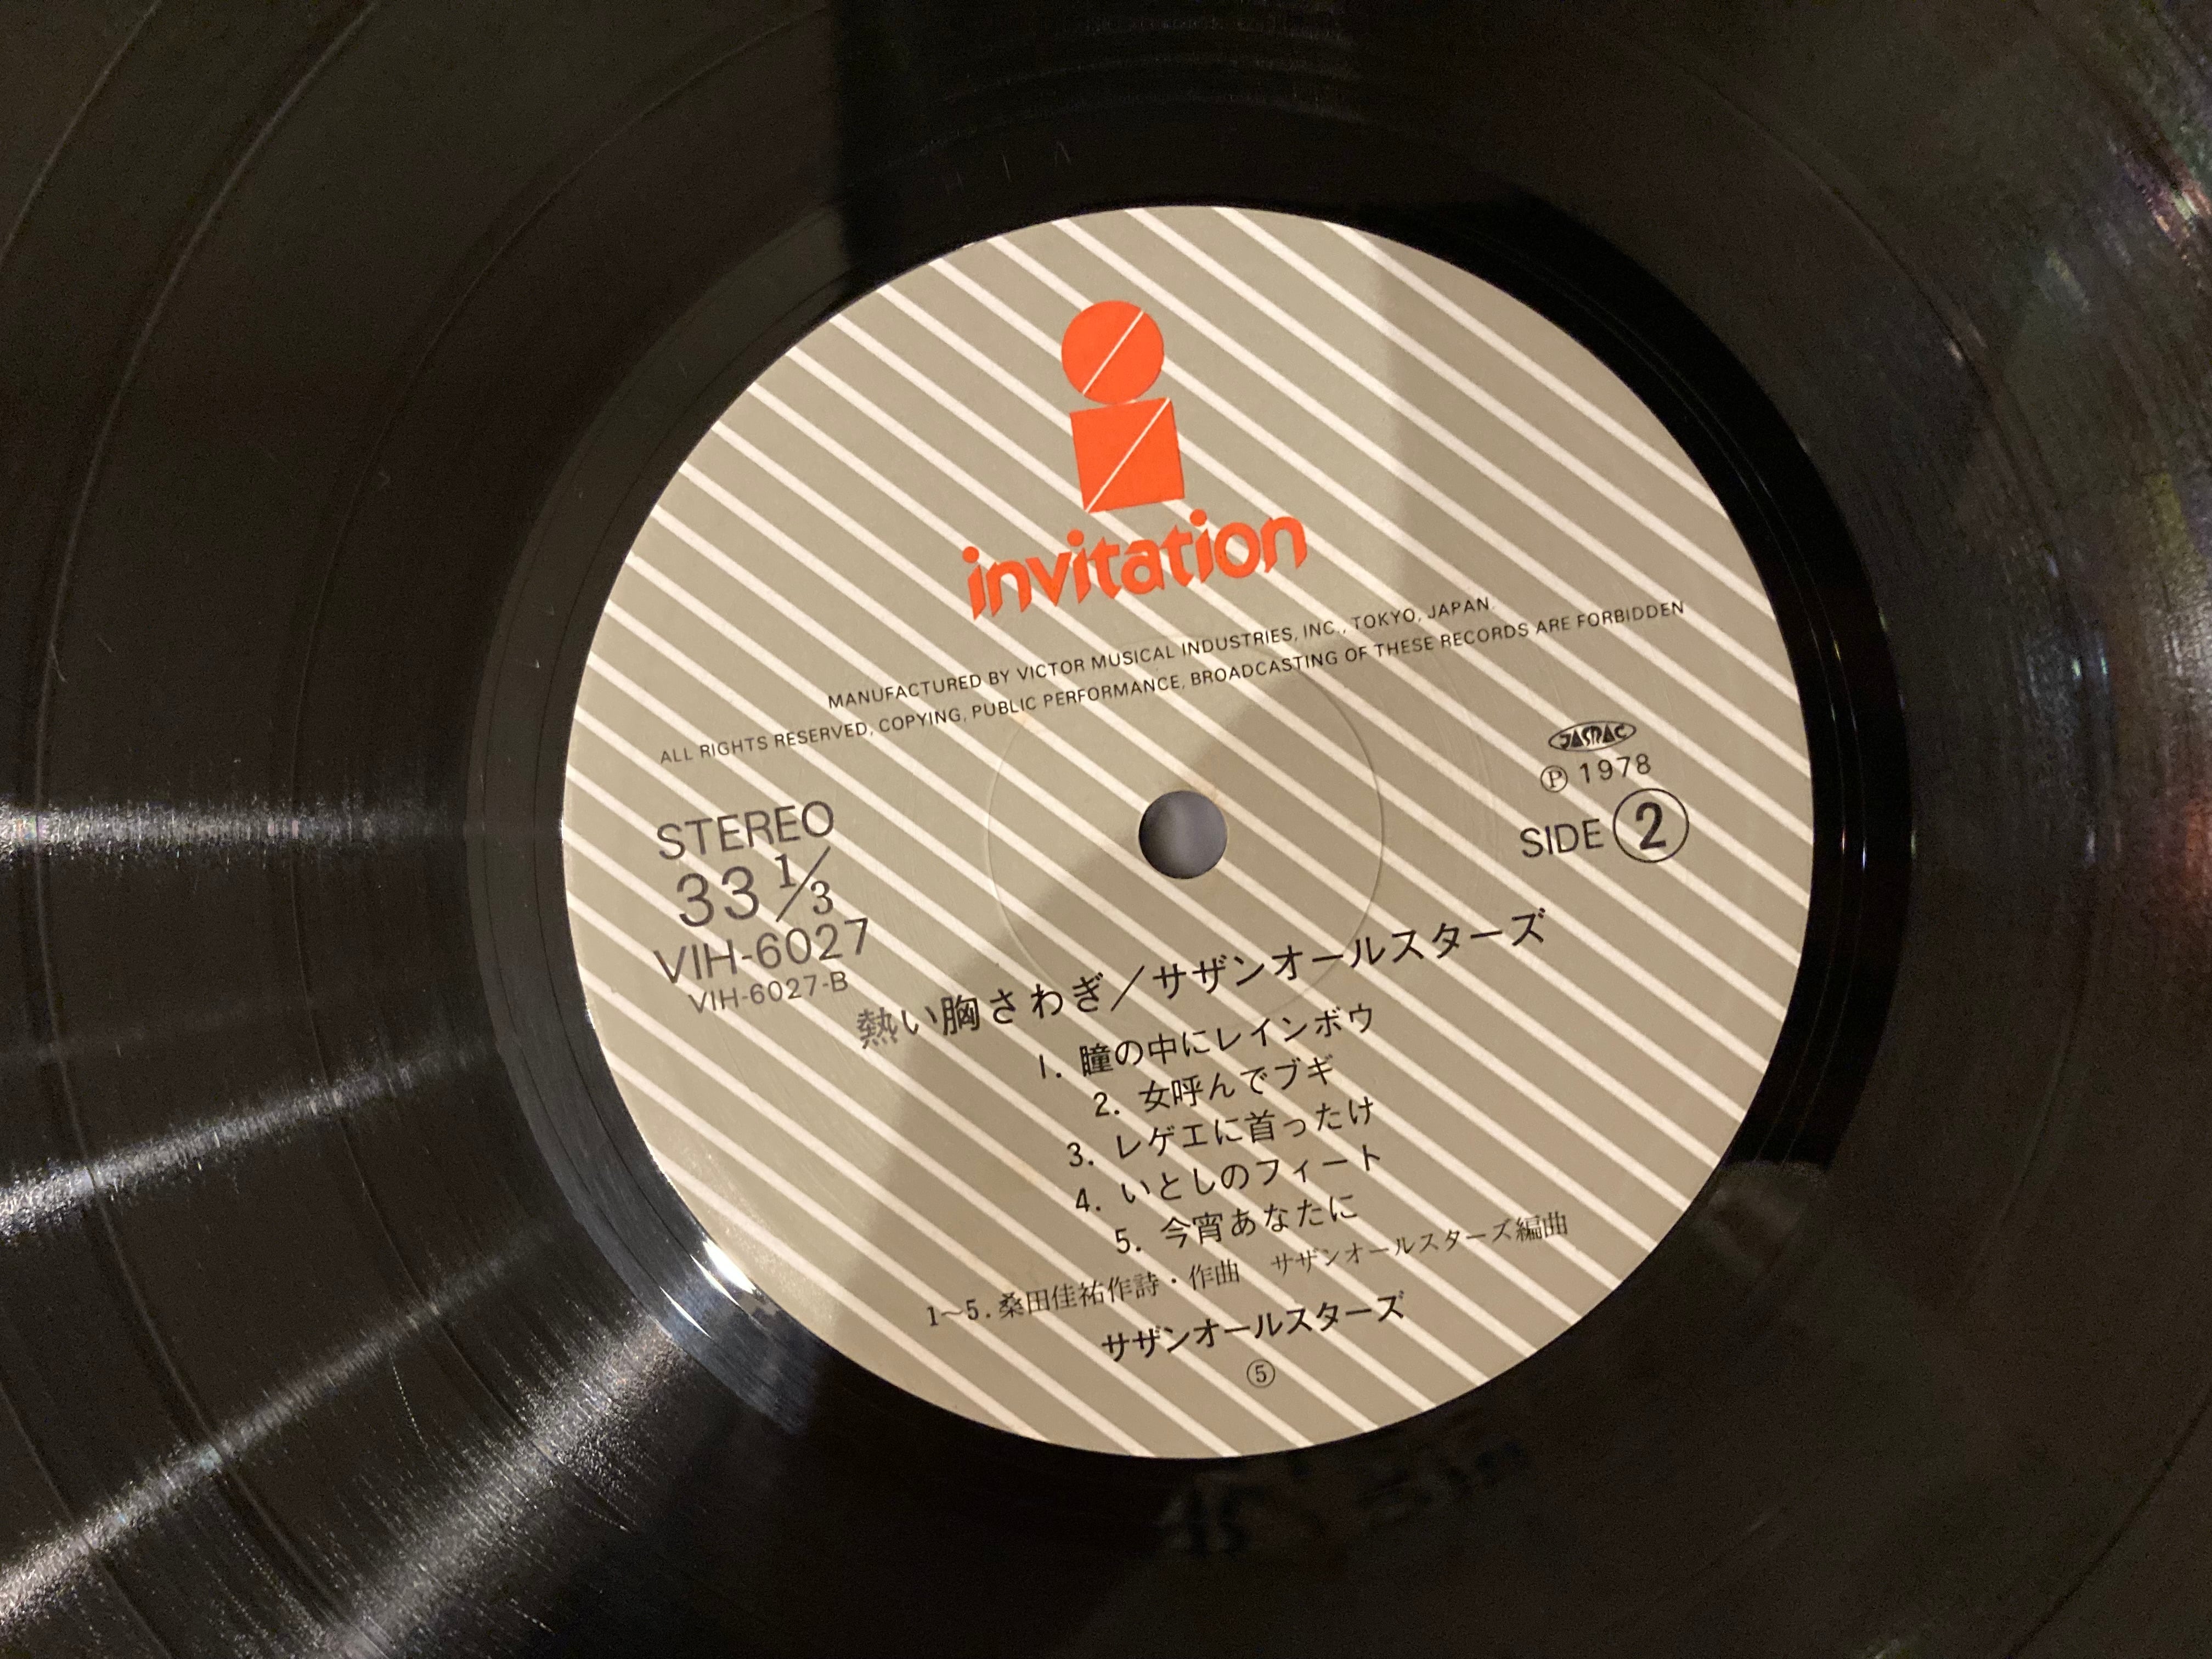 invitation
MANUFACTURED BY VICTOR MUSICAL INDUSTRIES, INC., TOKYO, JAPAN.
ALL RIGHTS RESERVED, COPYING, PUBLIC PERFORMANCE, BROADCASTING OF THESE RECORDS ARE FORBIDDEN
JASRAC
Ⓟ 1978
SIDE ②
STEREO
33 1/3
VIH-6027
VIH-6027-B
熱い胸さわぎ/サザンオールスターズ
1. 瞳の中にレインボウ
2. 女呼んでブギ
3. レゲエに首ったけ
4. いとしのフィート
5. 今宵あなたに
1~5. 桑田佳祐作詩・作曲 サザンオールスターズ編曲
サザンオールスターズ
⑤